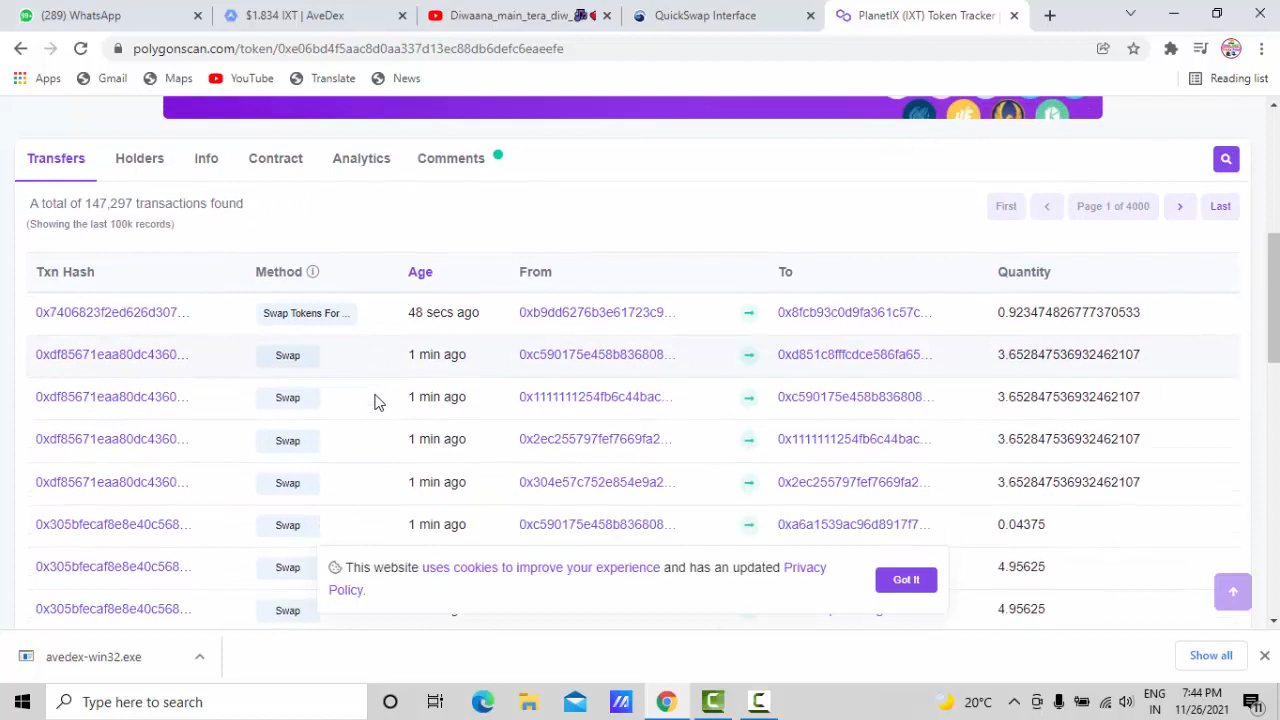 (289) WhatsApp
$1.834 IXT | AveDex
Diwaana_main_tera_diw_
QuickSwap Interface
PlanetIX (IXT) Token Tracker
polygonscan.com/token/0xe06bd4f5aac8d0aa337d13ec88db6defc6eaeefe
Apps Gmail Maps YouTube Translate News Reading list
Transfers Holders Info Contract Analytics Comments
A total of 147,297 transactions found
(Showing the last 100k records)
First < Page 1 of 4000 > Last
Txn Hash Method Age From To Quantity
0x7406823f2ed626d307... Swap Tokens For ... 48 secs ago 0xb9dd6276b3e61723c9... 0x8fcb93c0d9fa361c57c... 0.923474826777370533
0xdf85671eaa80dc4360... Swap 1 min ago 0xc590175e458b836808... 0xd851c8fffcdce586fa65... 3.652847536932462107
0xdf85671eaa80dc4360... Swap 1 min ago 0x1111111254fb6c44bac... 0xc590175e458b836808... 3.652847536932462107
0xdf85671eaa80dc4360... Swap 1 min ago 0x2ec255797fef7669fa2... 0x1111111254fb6c44bac... 3.652847536932462107
0xdf85671eaa80dc4360... Swap 1 min ago 0x304e57c752e854e9a2... 0x2ec255797fef7669fa2... 3.652847536932462107
0x305bfecaf8e8e40c568... Swap 1 min ago 0xc590175e458b836808... 0xa6a1539ac96d8917f7... 0.04375
0x305bfecaf8e8e40c568... Swap 4.95625
0x305bfecaf8e8e40c568... Swap 4.95625
This website uses cookies to improve your experience and has an updated Privacy
Policy.
Got It
avedex-win32.exe
Show all
Type here to search
20°C
ENG
IN
7:44 PM
11/26/2021